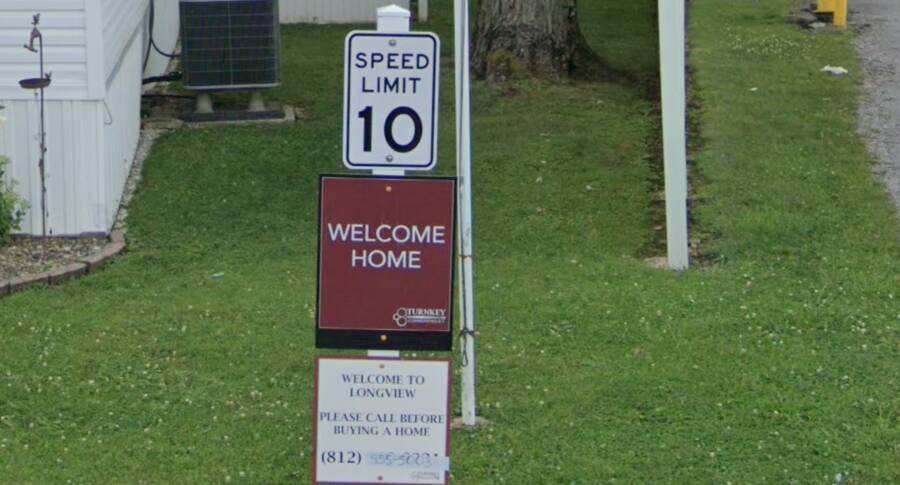 SPEED
LIMIT
10
WELCOME
HOME
TURNKEY
WELCOME TO
LONGVIEW
PLEASE CALL BEFORE
BUYING A HOME
(812)